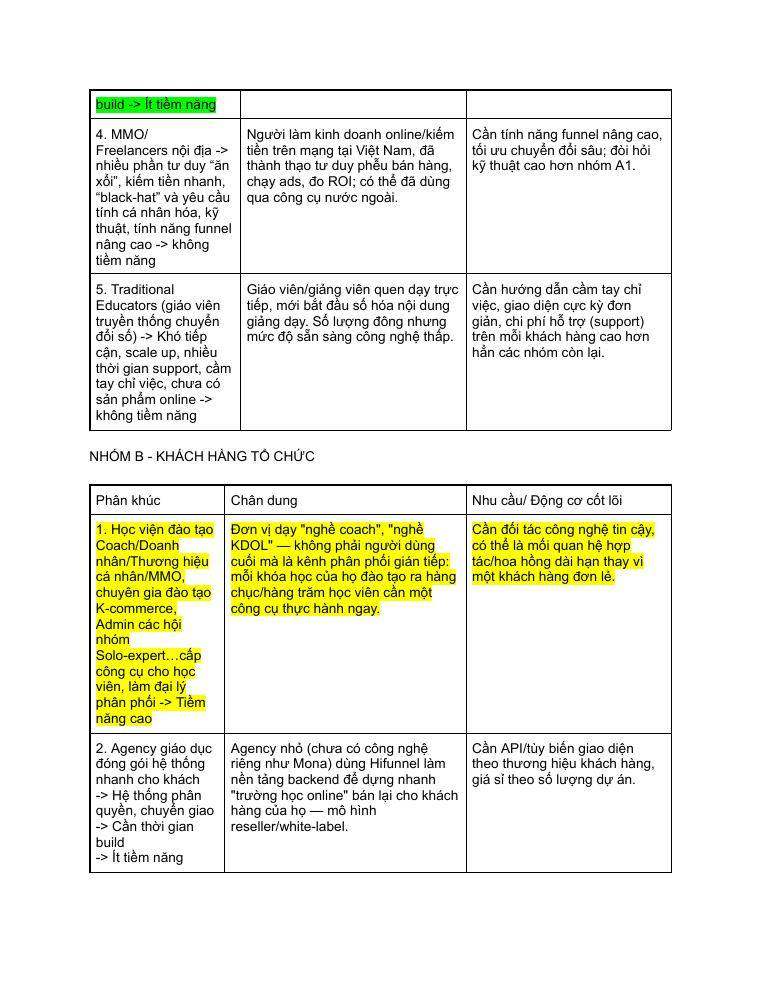 build -> Ít tiềm năng
4. MMO/
Freelancers nội địa ->
nhiều phần tư duy “ăn
xổi”, kiếm tiền nhanh,
“black-hat” và yêu cầu
tính cá nhân hóa, kỹ
thuật, tính năng funnel
nâng cao -> không
tiềm năng
Người làm kinh doanh online/kiếm
tiền trên mạng tại Việt Nam, đã
thành thạo tư duy phễu bán hàng,
chạy ads, đo ROI; có thể đã dùng
qua công cụ nước ngoài.
Cần tính năng funnel nâng cao,
tối ưu chuyển đổi sâu; đòi hỏi
kỹ thuật cao hơn nhóm A1.
5. Traditional
Educators (giáo viên
truyền thống chuyển
đổi số) -> Khó tiếp
cận, scale up, nhiều
thời gian support, cầm
tay chỉ việc, chưa có
sản phẩm online ->
không tiềm năng
Giáo viên/giảng viên quen dạy trực
tiếp, mới bắt đầu số hóa nội dung
giảng dạy. Số lượng đông nhưng
mức độ sẵn sàng công nghệ thấp.
Cần hướng dẫn cầm tay chỉ
việc, giao diện cực kỳ đơn
giản, chi phí hỗ trợ (support)
trên mỗi khách hàng cao hơn
hẳn các nhóm còn lại.
NHÓM B - KHÁCH HÀNG TỔ CHỨC
Phân khúc
Chân dung
Nhu cầu/ Động cơ cốt lõi
1. Học viện đào tạo
Coach/Doanh
nhân/Thương hiệu
cá nhân/MMO,
chuyên gia đào tạo
K-commerce,
Admin các hội
nhóm
Solo-expert…cấp
công cụ cho học
viên, làm đại lý
phân phối -> Tiềm
năng cao
Đơn vị dạy "nghề coach", "nghề
KDOL" — không phải người dùng
cuối mà là kênh phân phối gián tiếp:
mỗi khóa học của họ đào tạo ra hàng
chục/hàng trăm học viên cần một
công cụ thực hành ngay.
Cần đối tác công nghệ tin cậy,
có thể là mối quan hệ hợp
tác/hoa hồng dài hạn thay vì
một khách hàng đơn lẻ.
2. Agency giáo dục
đóng gói hệ thống
nhanh cho khách
-> Hệ thống phân
quyền, chuyển giao
-> Cần thời gian
build
-> Ít tiềm năng
Agency nhỏ (chưa có công nghệ
riêng như Mona) dùng Hifunnel làm
nền tảng backend để dựng nhanh
"trường học online" bán lại cho khách
hàng của họ — mô hình
reseller/white-label.
Cần API/tùy biến giao diện
theo thương hiệu khách hàng,
giá sỉ theo số lượng dự án.